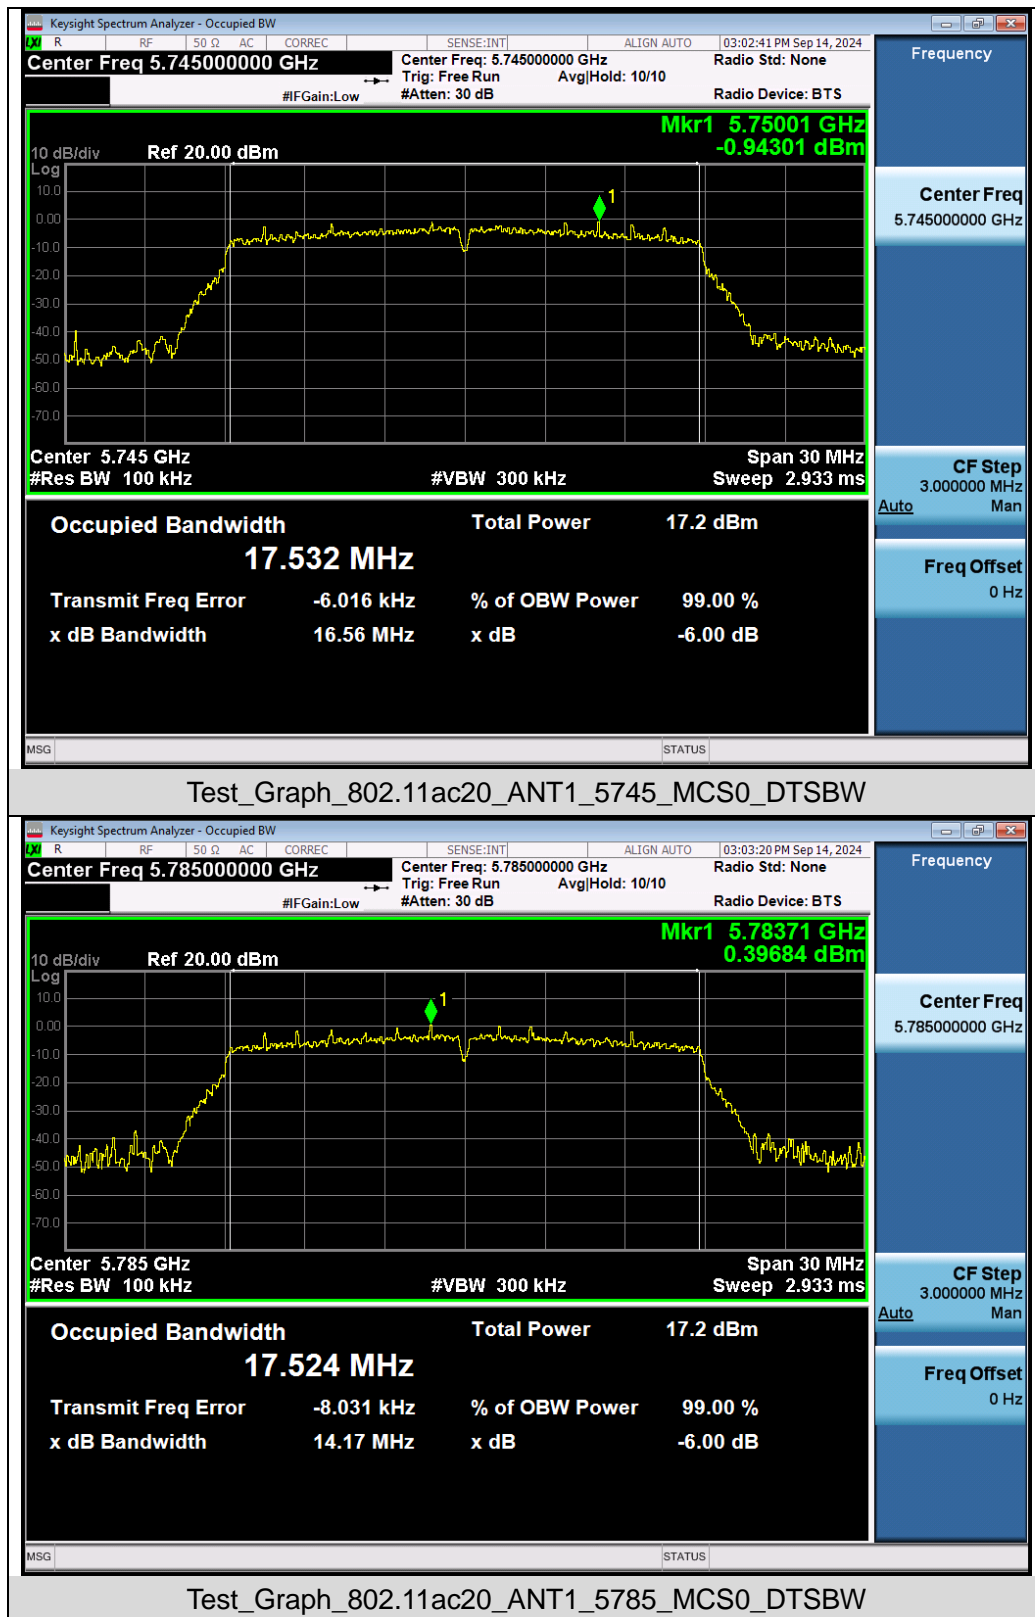 Keysight Spectrum Analyzer - Occupied BW
LXI R RF 50 Ω AC CORREC SENSE:INT ALIGN AUTO 03:02:41 PM Sep 14, 2024
Center Freq 5.745000000 GHz Center Freq: 5.745000000 GHz Radio Std: None
Trig: Free Run Avg|Hold: 10/10
#IFGain:Low #Atten: 30 dB Radio Device: BTS
Frequency
Mkr1 5.75001 GHz
-0.94301 dBm
10 dB/div Ref 20.00 dBm
Log
10.0
0.00
-10.0
-20.0
-30.0
-40.0
-50.0
-60.0
-70.0
1
Center 5.745 GHz Span 30 MHz
#Res BW 100 kHz #VBW 300 kHz Sweep 2.933 ms
Center Freq
5.745000000 GHz
CF Step
3.000000 MHz
Auto Man
Freq Offset
0 Hz
Occupied Bandwidth Total Power 17.2 dBm
17.532 MHz
Transmit Freq Error -6.016 kHz % of OBW Power 99.00 %
x dB Bandwidth 16.56 MHz x dB -6.00 dB
MSG STATUS
Test_Graph_802.11ac20_ANT1_5745_MCS0_DTSBW
Keysight Spectrum Analyzer - Occupied BW
LXI R RF 50 Ω AC CORREC SENSE:INT ALIGN AUTO 03:03:20 PM Sep 14, 2024
Center Freq 5.785000000 GHz Center Freq: 5.785000000 GHz Radio Std: None
Trig: Free Run Avg|Hold: 10/10
#IFGain:Low #Atten: 30 dB Radio Device: BTS
Frequency
Mkr1 5.78371 GHz
0.39684 dBm
10 dB/div Ref 20.00 dBm
Log
10.0
0.00
-10.0
-20.0
-30.0
-40.0
-50.0
-60.0
-70.0
1
Center 5.785 GHz Span 30 MHz
#Res BW 100 kHz #VBW 300 kHz Sweep 2.933 ms
Center Freq
5.785000000 GHz
CF Step
3.000000 MHz
Auto Man
Freq Offset
0 Hz
Occupied Bandwidth Total Power 17.2 dBm
17.524 MHz
Transmit Freq Error -8.031 kHz % of OBW Power 99.00 %
x dB Bandwidth 14.17 MHz x dB -6.00 dB
MSG STATUS
Test_Graph_802.11ac20_ANT1_5785_MCS0_DTSBW